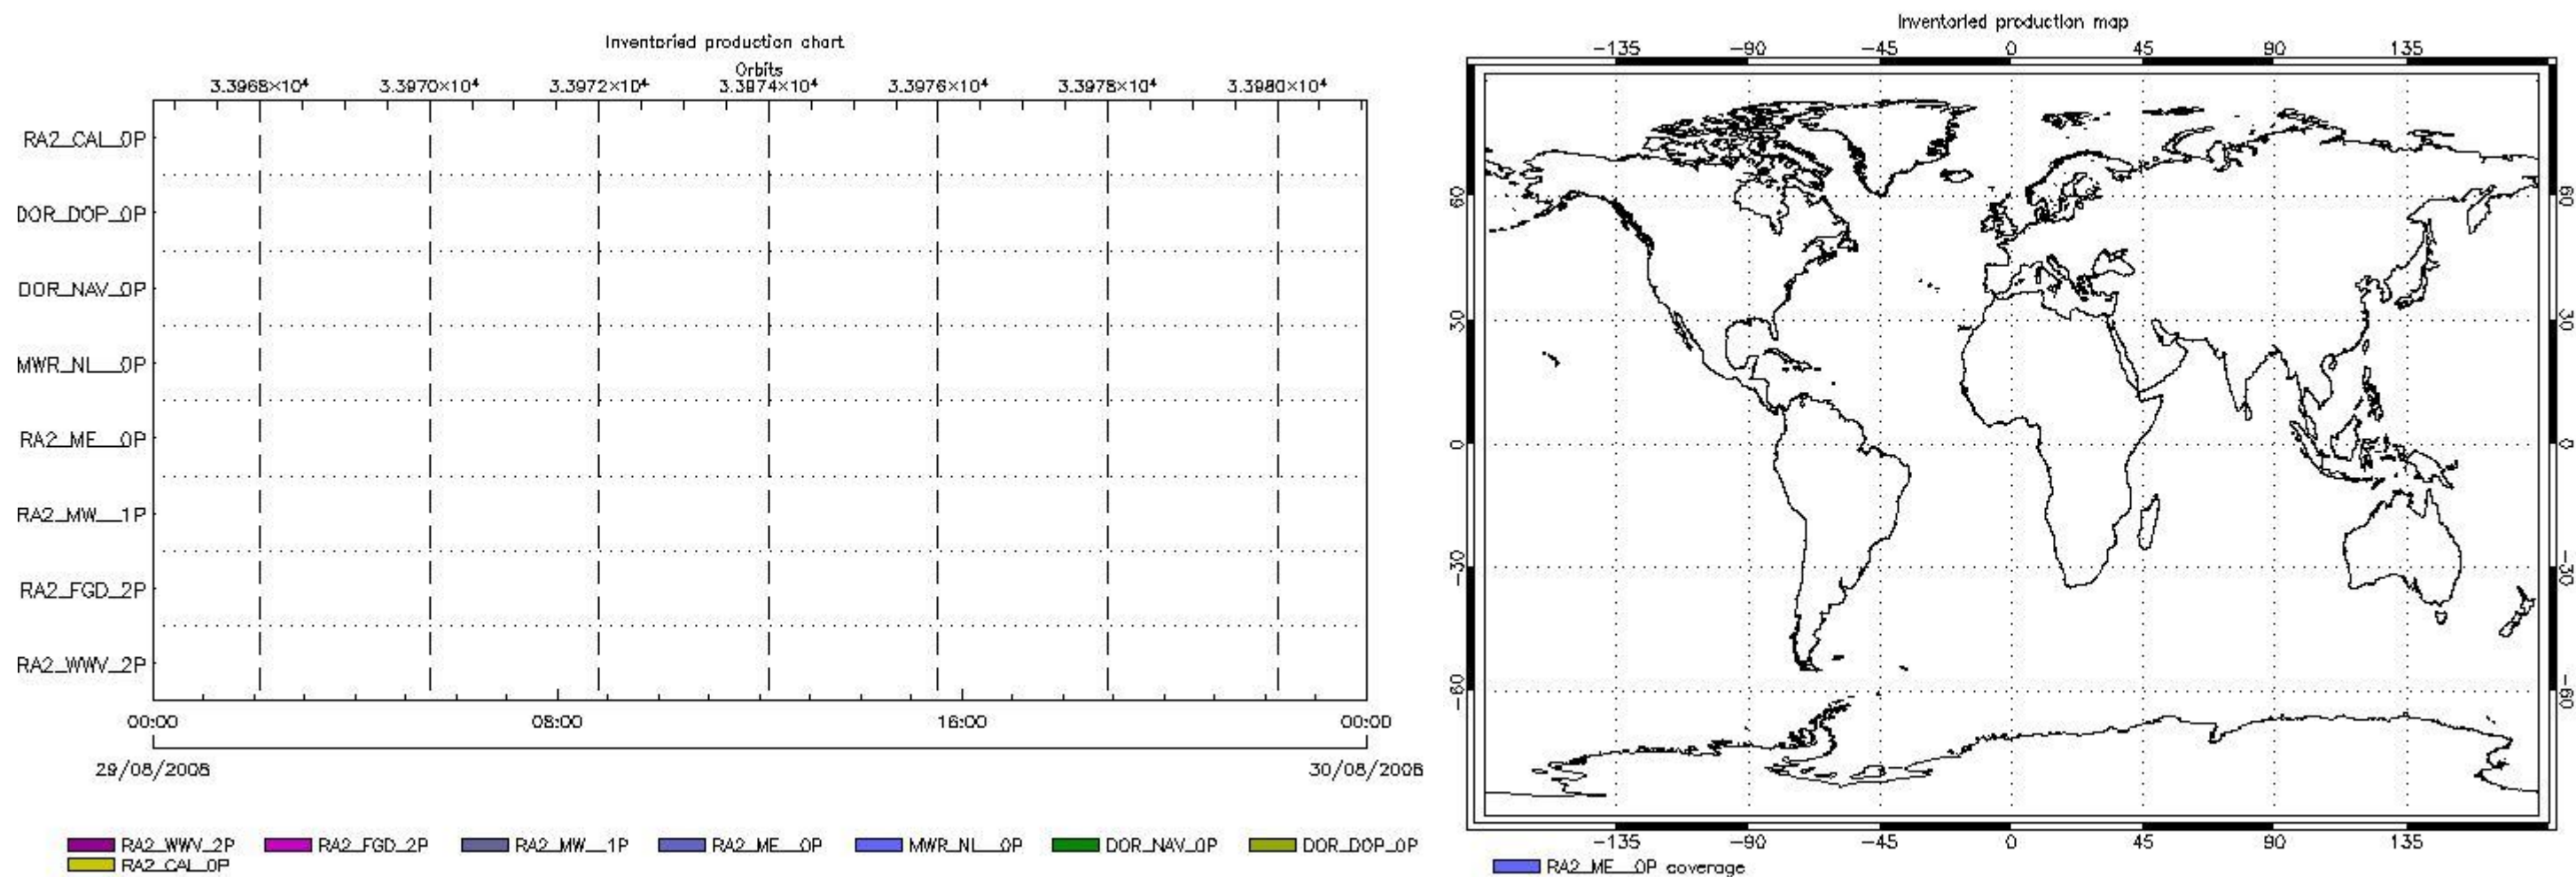 Inventoried production chart
Orbits
3.3968×10⁴ 3.3970×10⁴ 3.3972×10⁴ 3.3974×10⁴ 3.3976×10⁴ 3.3978×10⁴ 3.3980×10⁴
RA2_CAL_0P
DOR_DOP_0P
DOR_NAV_0P
MWR_NL__0P
RA2_ME__0P
RA2_MW__1P
RA2_FGD_2P
RA2_WWV_2P
00:00 08:00 16:00 00:00
29/08/2008 30/08/2008
RA2_WWV_2P RA2_FGD_2P RA2_MW__1P RA2_ME__0P MWR_NL__0P DOR_NAV_0P DOR_DOP_0P
RA2_CAL_0P
Inventoried production map
-135 -90 -45 0 45 90 135
60 60
30 30
0 0
-30 -30
-60 -60
-135 -90 -45 0 45 90 135
RA2_ME__0P coverage